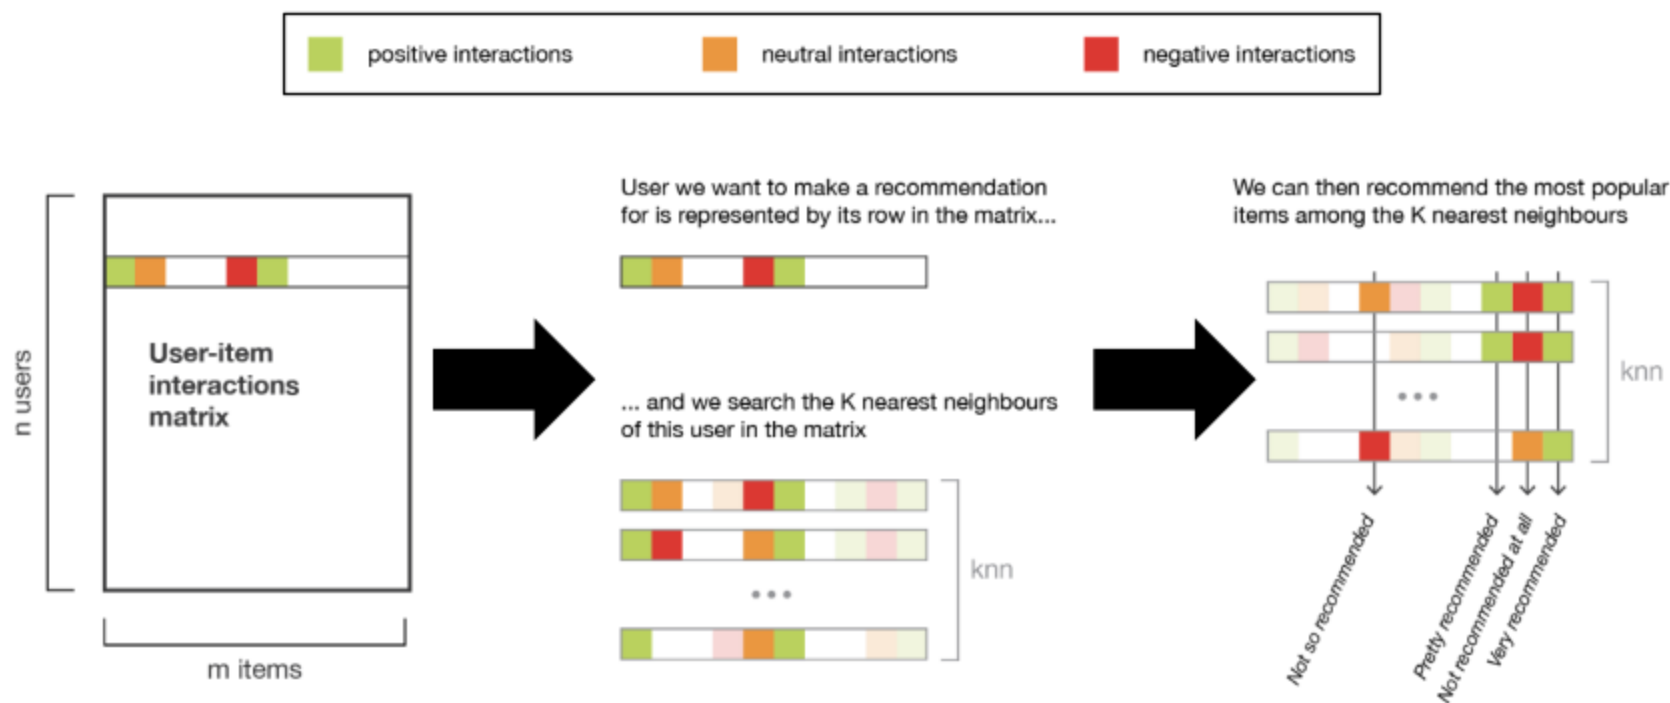 positive interactions
neutral interactions
negative interactions
n users
User-item
interactions
matrix
m items
User we want to make a recommendation
for is represented by its row in the matrix...
... and we search the K nearest neighbours
of this user in the matrix
knn
We can then recommend the most popular
items among the K nearest neighbours
knn
Not so recommended
Pretty recommended
Not recommended at all
Very recommended